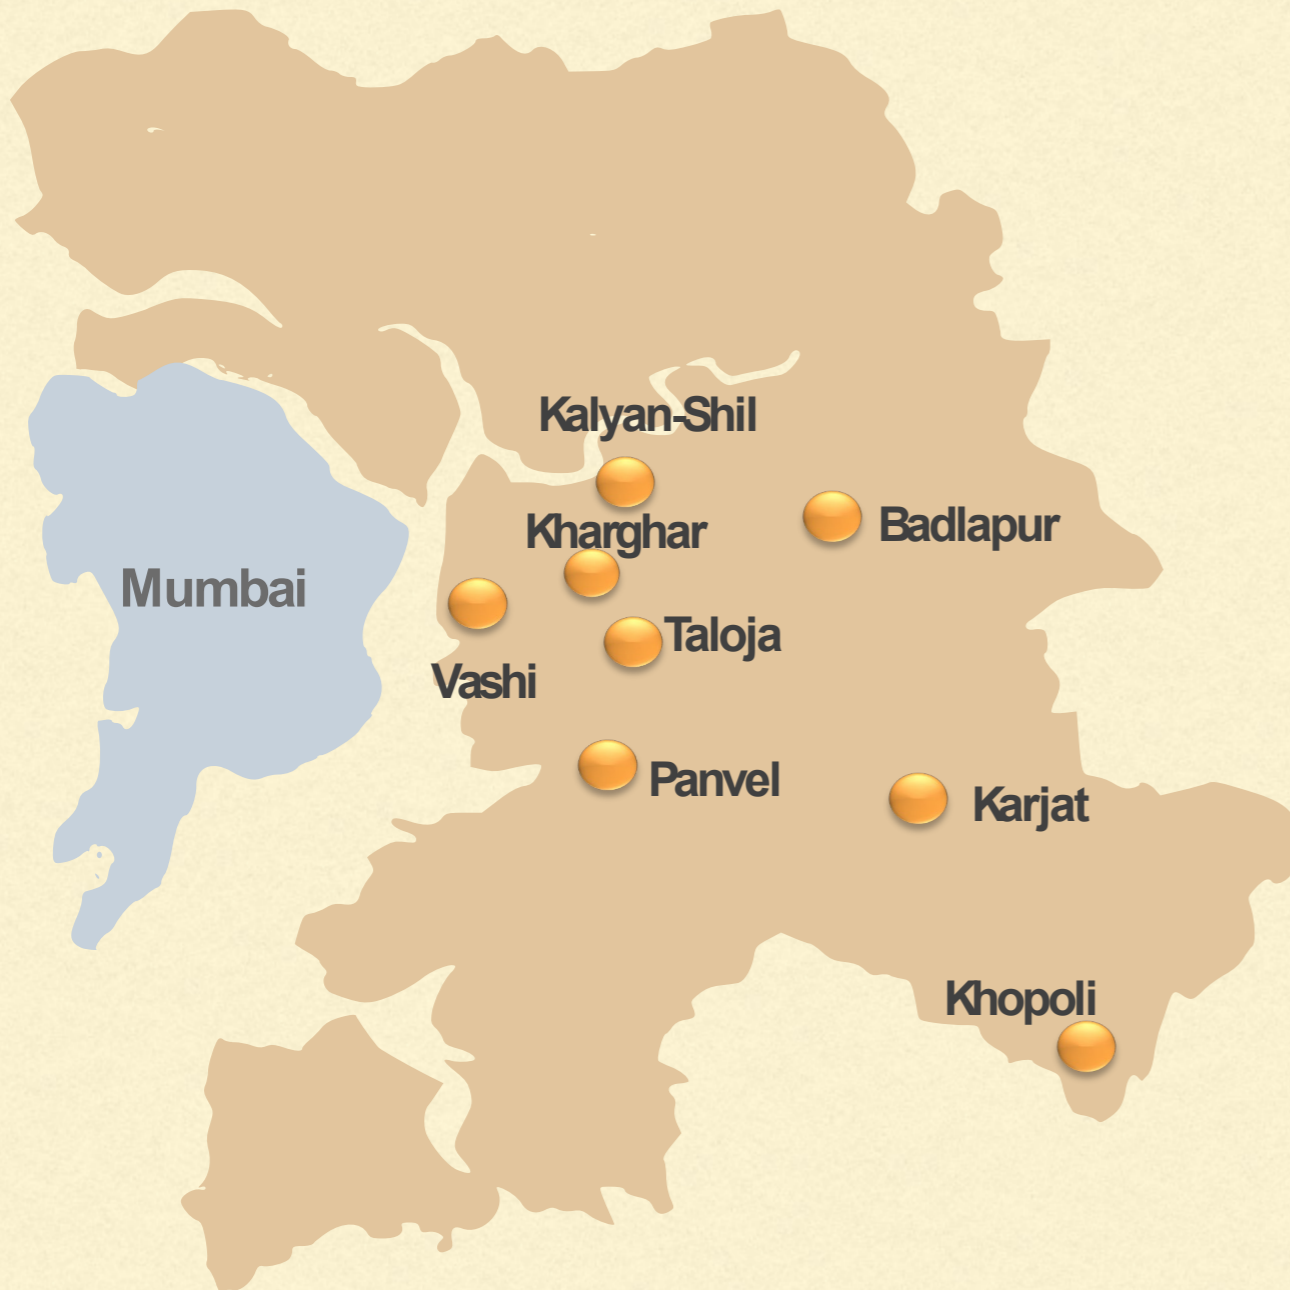 Kalyan-Shil
Badlapur
Kharghar
Mumbai
Taloja
Vashi
Panvel
Karjat
Khopoli